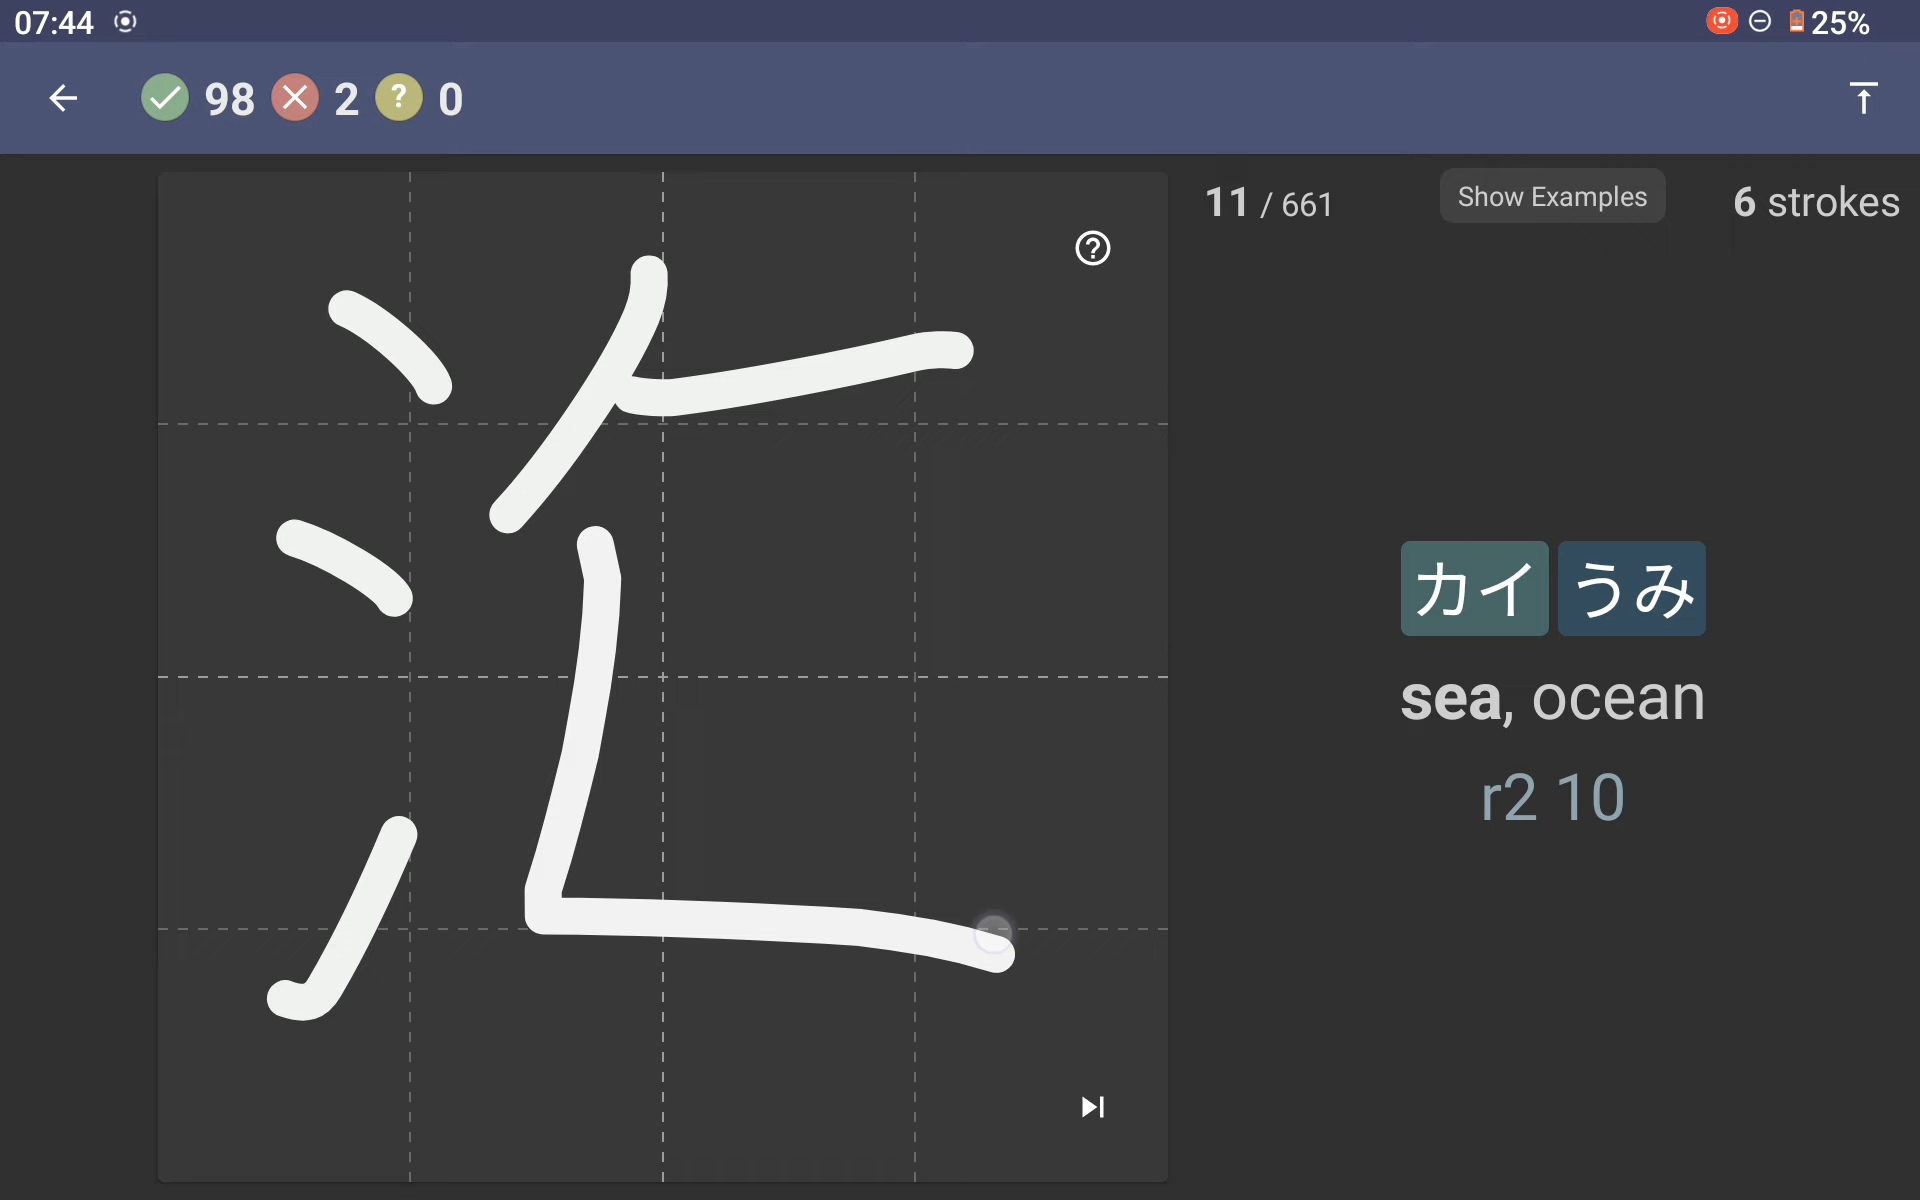 07:44 25%
98 2 ? 0
11 / 661 Show Examples 6 strokes
カイ うみ
sea, ocean
r2 10